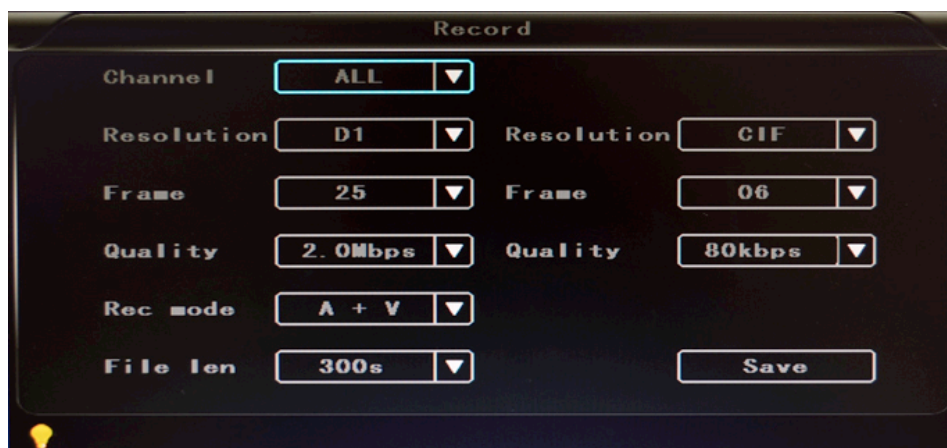 Record
Channel ALL
Resolution D1 Resolution CIF
Frame 25 Frame 06
Quality 2.0Mbps Quality 80kbps
Rec mode A + V
File len 300s Save